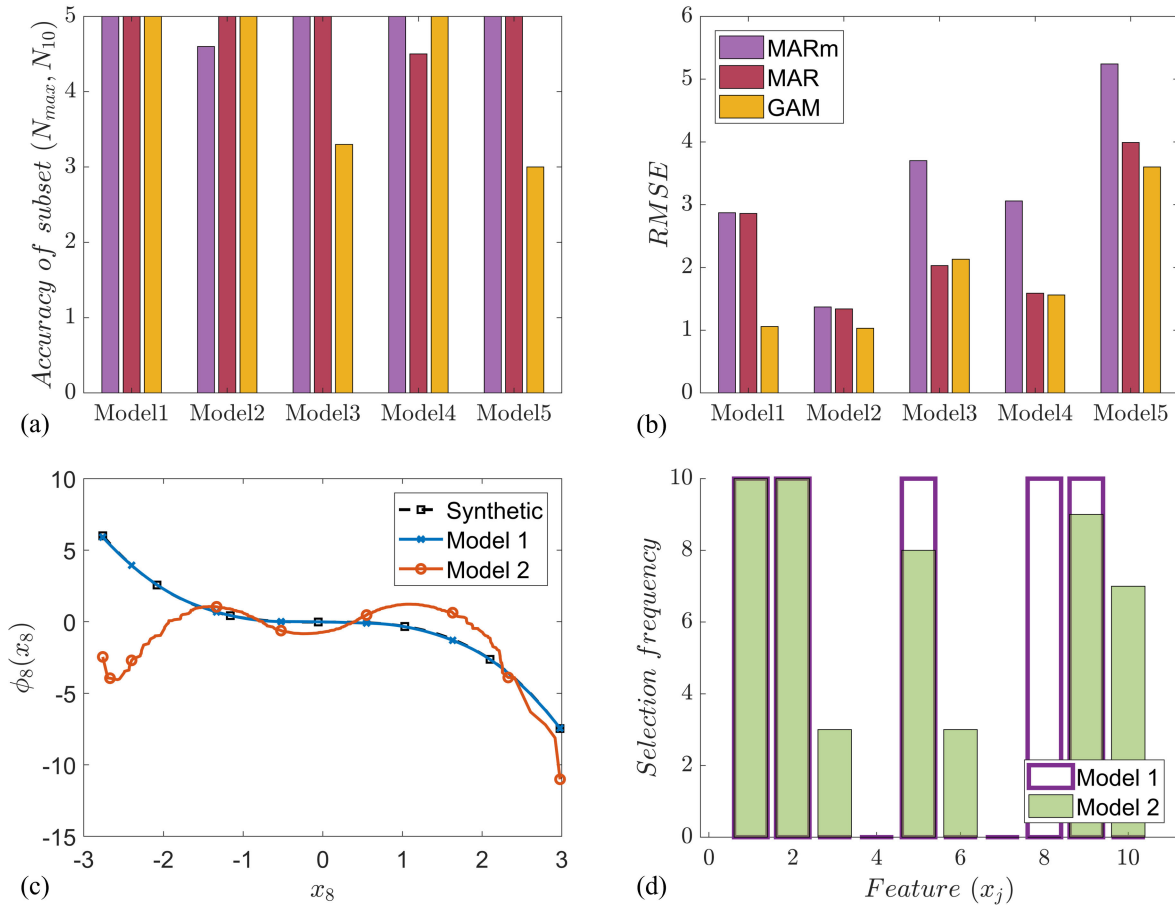 Accuracy of subset (N_max, N_10)
5
4
3
2
1
0
Model1 Model2 Model3 Model4 Model5
(a)
RMSE
6
5
4
3
2
1
0
MARm
MAR
GAM
Model1 Model2 Model3 Model4 Model5
(b)
ϕ_8(x_8)
10
5
0
-5
-10
-15
Synthetic
Model 1
Model 2
-3 -2 -1 0 1 2 3
x_8
(c)
Selection frequency
10
8
6
4
2
0
Model 1
Model 2
0 2 4 6 8 10
Feature (x_j)
(d)